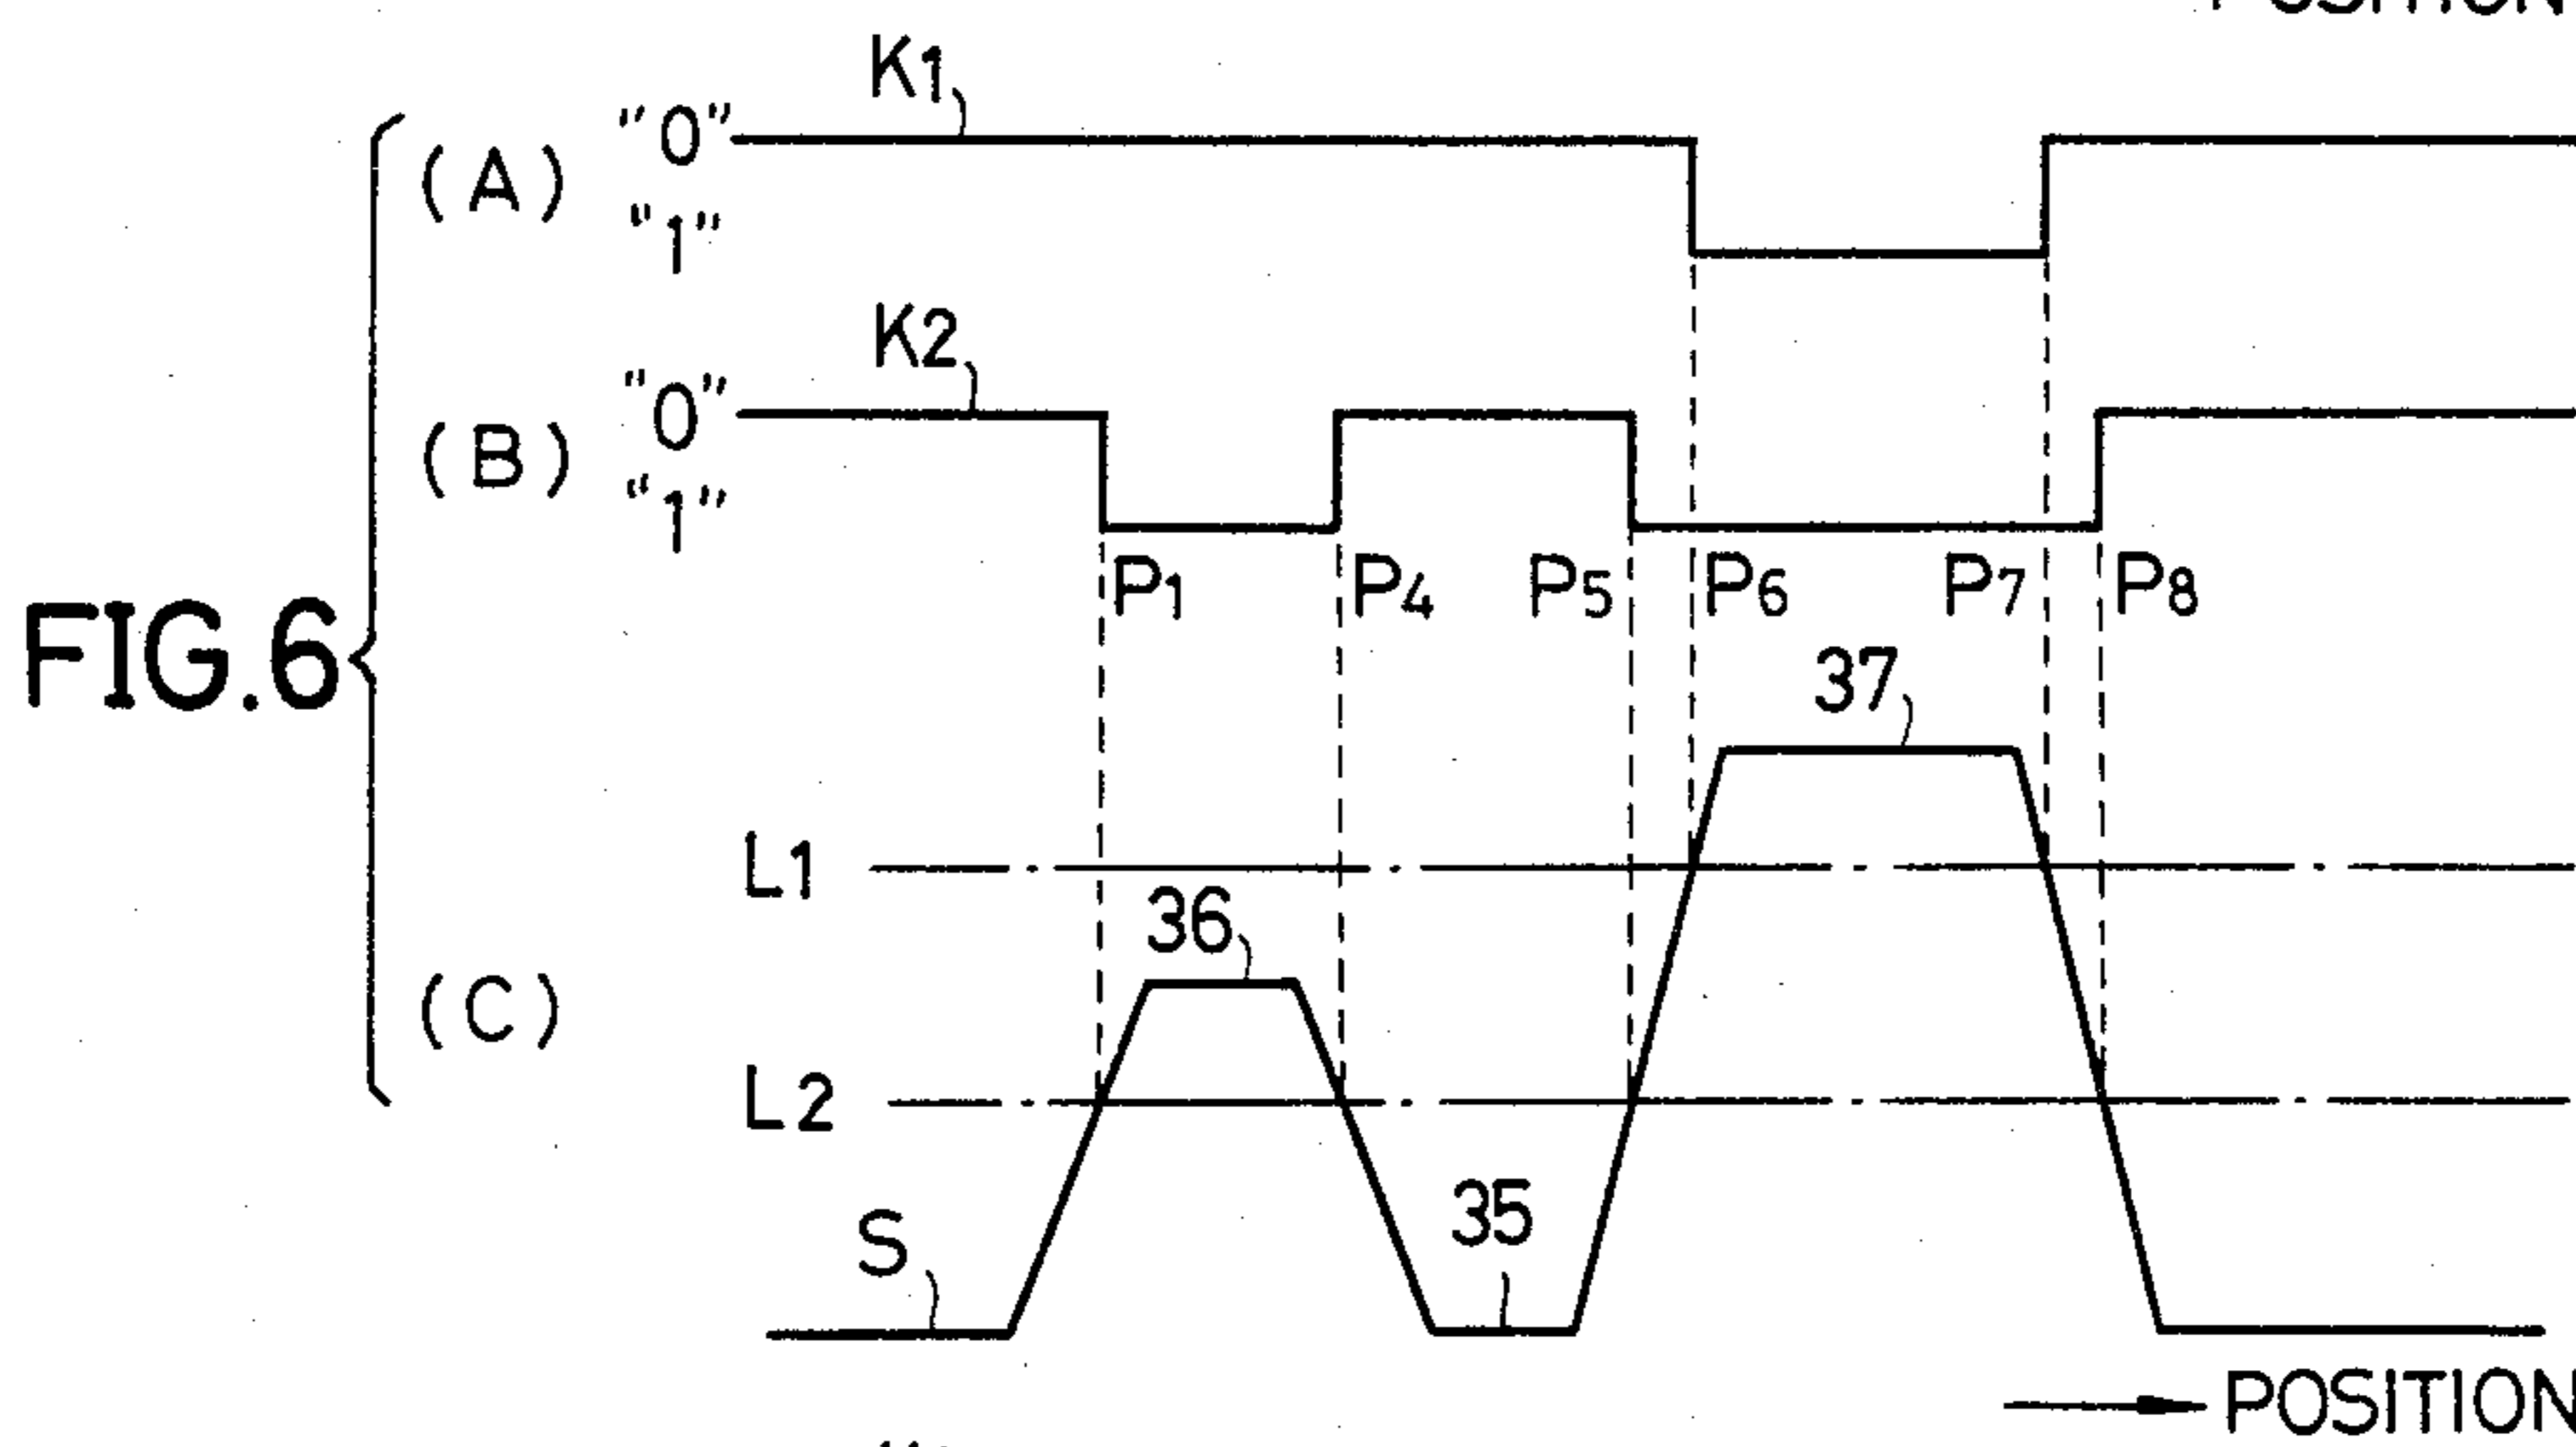 POSITION
K1
(A) "0"
"1"
K2
(B) "0"
"1"
P1 P4 P5 P6 P7 P8
FIG.6
37
L1
36
(C)
L2
S
35
POSITION